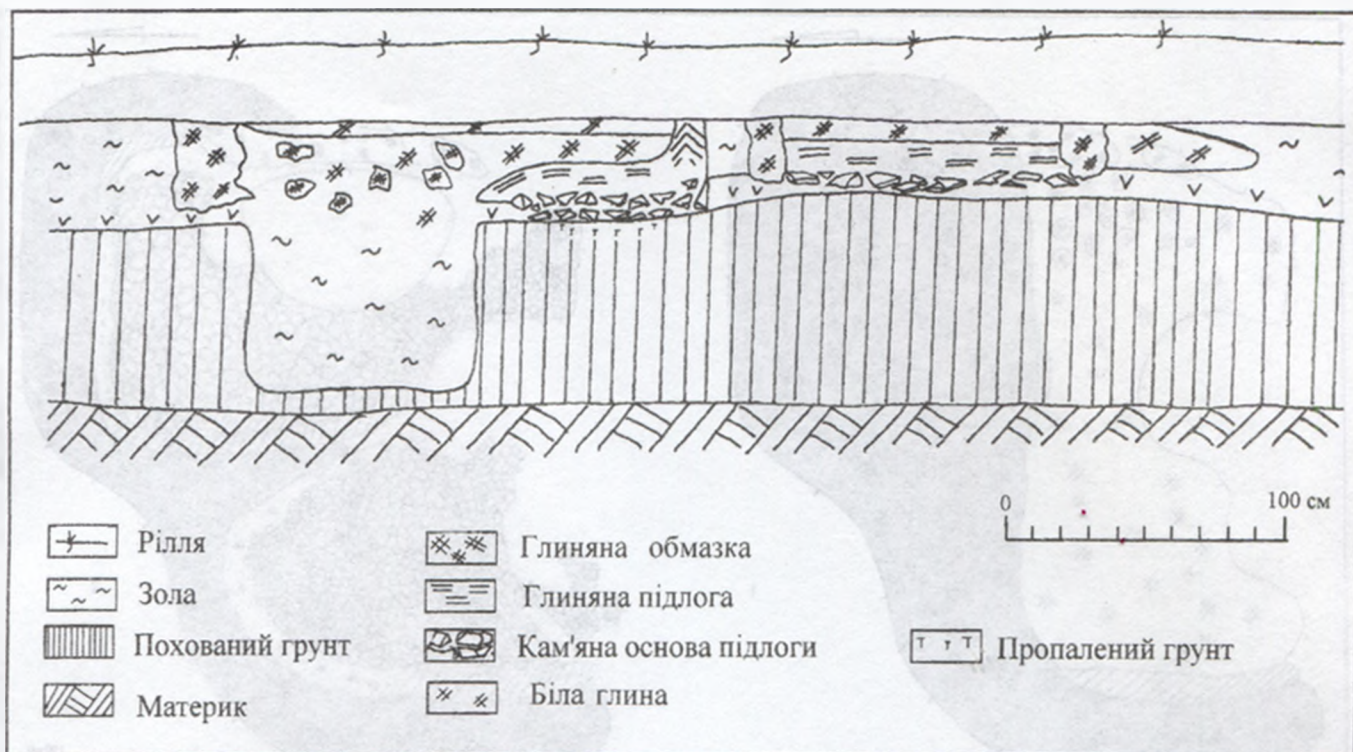 0 100 см
Рілля
Зола
Похований грунт
Материк
Глиняна обмазка
Глиняна підлога
Кам'яна основа підлоги
Біла глина
Пропалений грунт